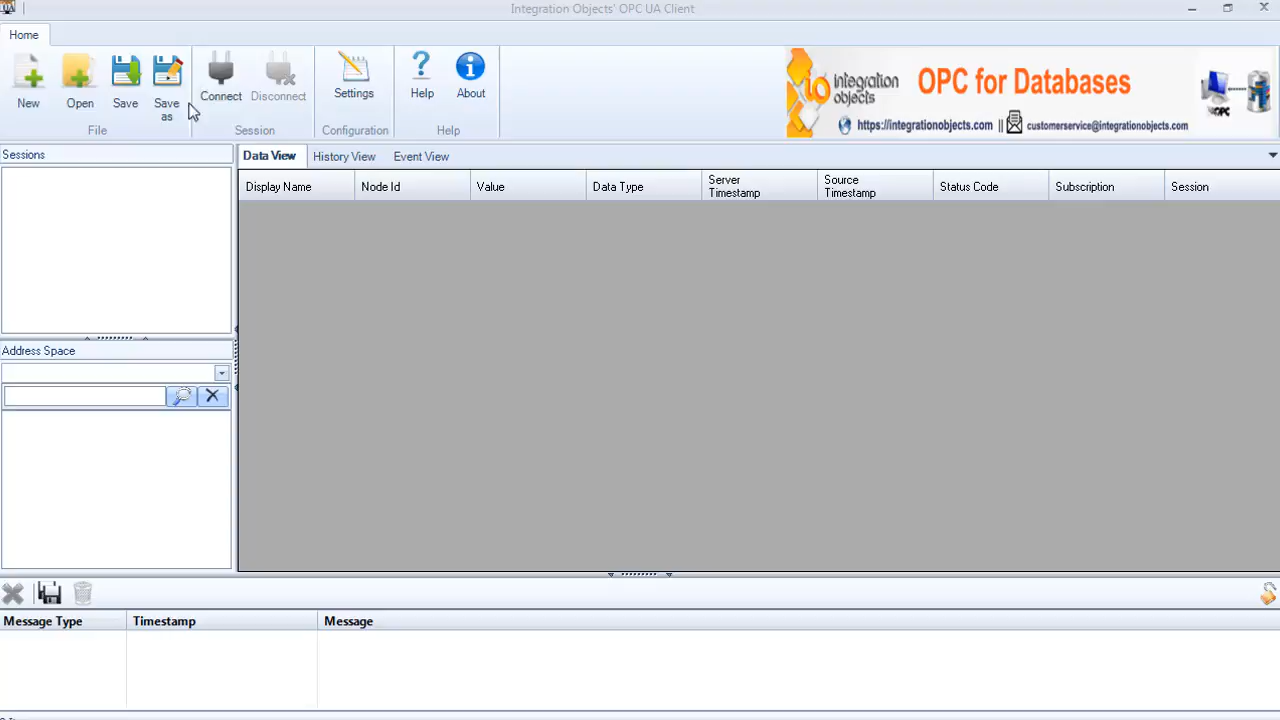 UA
Integration Objects' OPC UA Client
Home
New
Open
Save
Save as
Connect
Disconnect
Settings
Help
About
File
Session
Configuration
Help
integration objects
OPC for Databases
OPC
https://integrationobjects.com || customerservice@integrationobjects.com
Sessions
Data View
History View
Event View
Display Name
Node Id
Value
Data Type
Server Timestamp
Source Timestamp
Status Code
Subscription
Session
Address Space
Message Type
Timestamp
Message